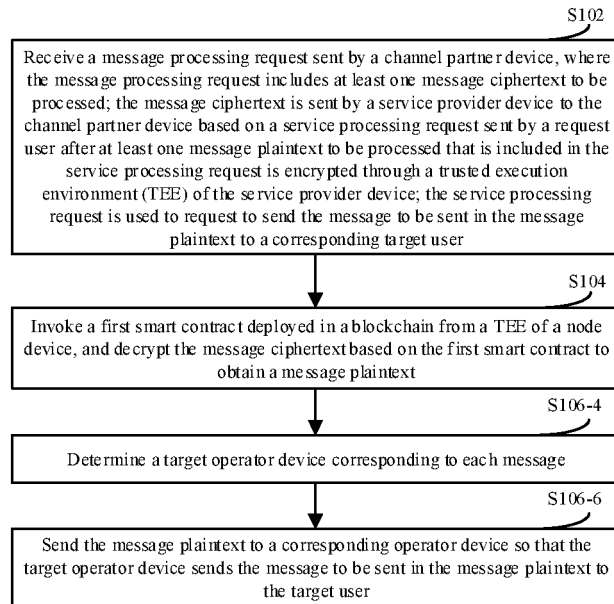 S102
Receive a message processing request sent by a channel partner device, where
the message processing request includes at least one message ciphertext to be
processed; the message ciphertext is sent by a service provider device to the
channel partner device based on a service processing request sent by a request
user after at least one message plaintext to be processed that is included in the
service processing request is encrypted through a trusted execution
environment (TEE) of the service provider device; the service processing
request is used to request to send the message to be sent in the message
plaintext to a corresponding target user
S104
Invoke a first smart contract deployed in a blockchain from a TEE of a node
device, and decrypt the message ciphertext based on the first smart contract to
obtain a message plaintext
S106-4
Determine a target operator device corresponding to each message
S106-6
Send the message plaintext to a corresponding operator device so that the
target operator device sends the message to be sent in the message plaintext to
the target user